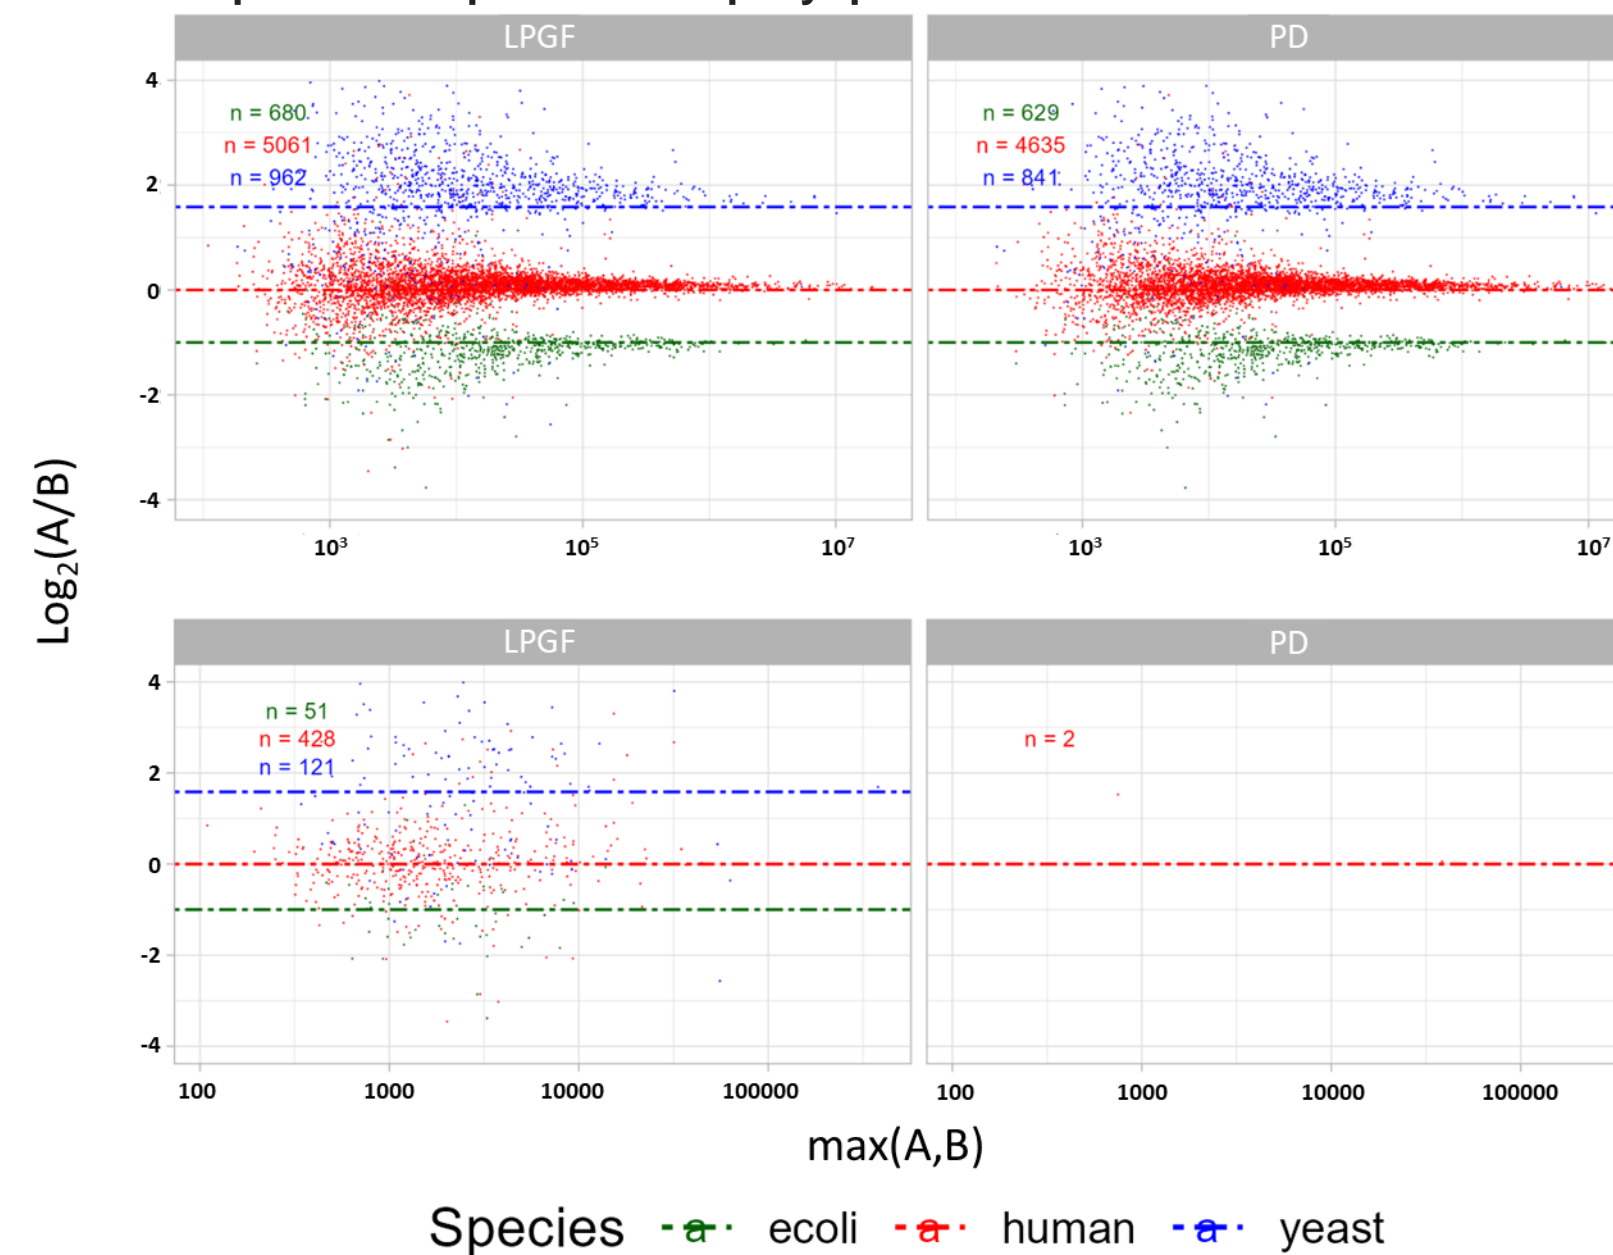 LPGF
PD
4
2
0
-2
-4
n = 680
n = 5061
n = 962
n = 629
n = 4635
n = 841
10³
10⁵
10⁷
10³
10⁵
10⁷
Log₂(A/B)
LPGF
PD
4
2
0
-2
-4
n = 51
n = 428
n = 121
n = 2
100
1000
10000
100000
100
1000
10000
100000
max(A,B)
Species a ecoli a human a yeast